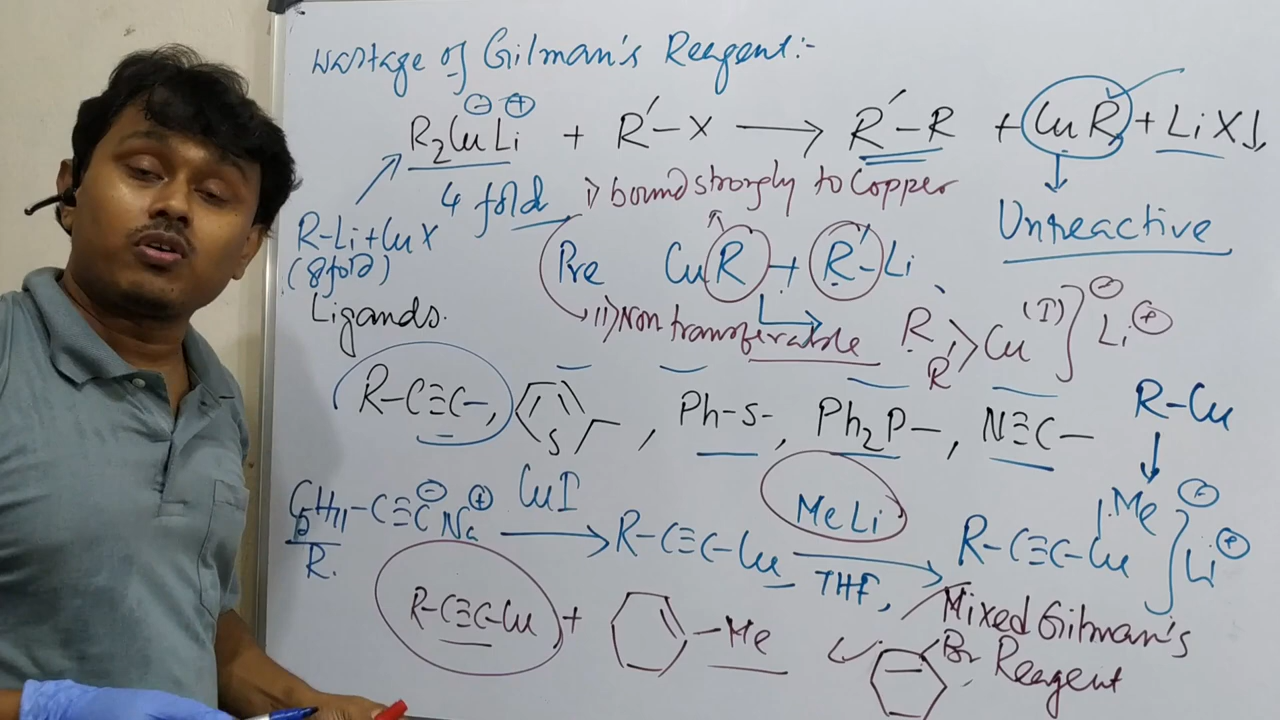 Wastage of Gilman's Reagent:-
R₂CuLi ⊖ ⊕ + R'-X ⟶ R'-R + CuR + LiX↓
4 fold
Unreactive
R-Li + CuX
(8 fold)
i) bound strongly to Copper
Pre CuR + R'-Li
ii) Non transferable
R R' >Cu (I) ] ⊖ Li ⊕
Ligands.
R-C≡C-, S, Ph-S-, Ph₂P-, N≡C-
R-Cu
C₅H₁₁-C≡C ⊖ Na ⊕ CuI ⟶ R-C≡C-Cu MeLi THF, ⟶ R-C≡C-Cu Me ] ⊖ Li ⊕
R.
R-C≡C-Cu + -Me Br
Mixed Gilman's
Reagent